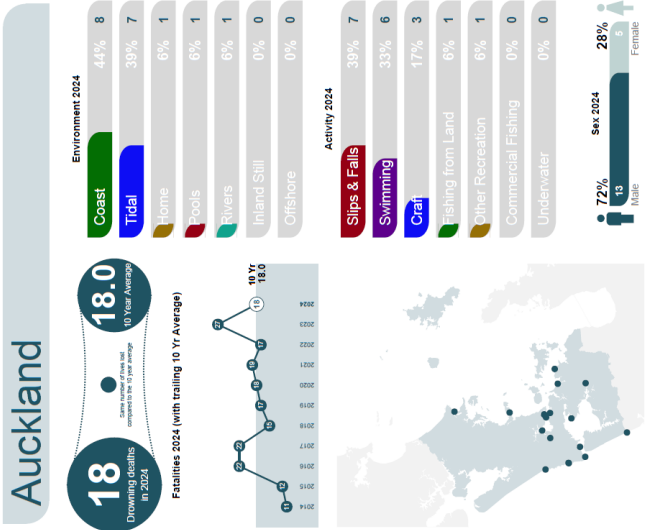 Auckland
18
Drowning deaths
in 2024
Same number of lives lost
compared to the 10 year average
18.0
10 Year Average
Fatalities 2024 (with trailing 10 Yr Average)
10 Yr
18.0
11
12
22
22
15
17
18
19
17
27
18
2014
2015
2016
2017
2018
2019
2020
2021
2022
2023
2024
Environment 2024
Coast 44% 8
Tidal 39% 7
Home 6% 1
Pools 6% 1
Rivers 6% 1
Inland Still 0% 0
Offshore 0% 0
Activity 2024
Slips & Falls 39% 7
Swimming 33% 6
Craft 17% 3
Fishing from Land 6% 1
Other Recreation 6% 1
Commercial Fishing 0% 0
Underwater 0% 0
Sex 2024
72% 28%
13 5
Male Female